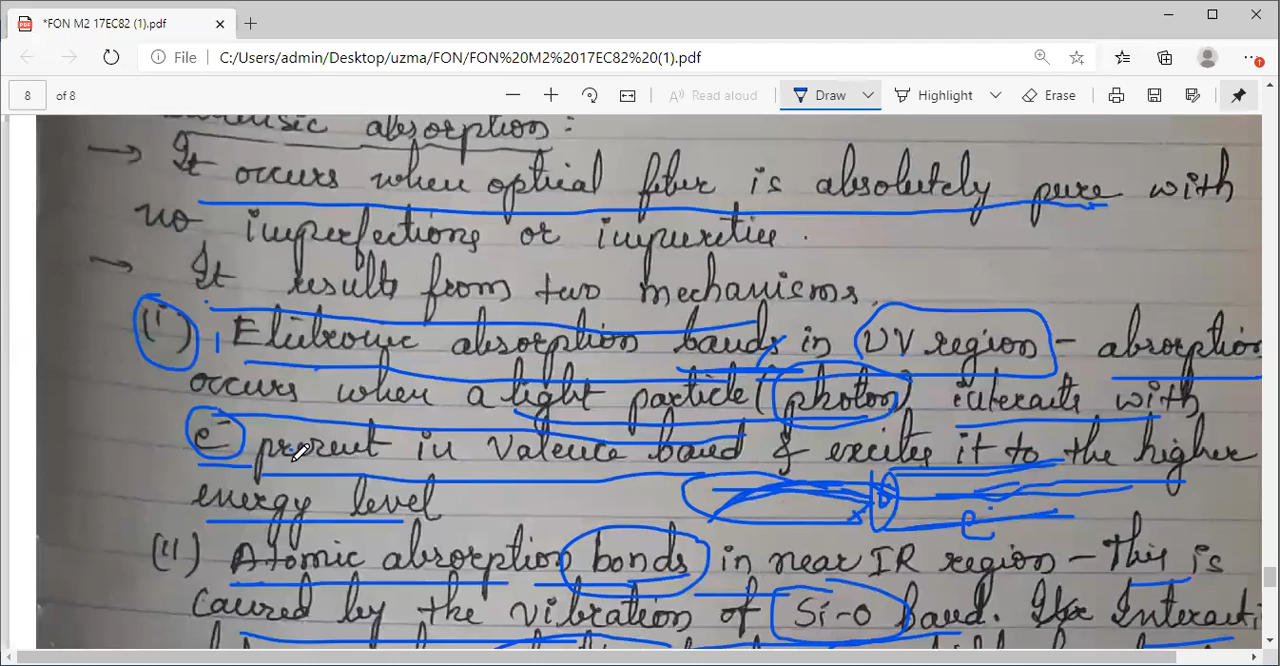 *FON M2 17EC82 (1).pdf
File C:/Users/admin/Desktop/uzma/FON/FON%20M2%2017EC82%20(1).pdf
8 of 8 Read aloud Draw Highlight Erase
absorption:
→ It occurs when optical fiber is absolutely pure with
no imperfections or impurities.
→ It results from two mechanisms.
(i) Electronic absorption bands in UV region - absorption
occurs when a light particle (photon) interacts with
e- present in valence band & excites it to the higher
energy level
e-
(ii) Atomic absorption bonds in near IR region - This is
caused by the vibration of Si-O band. The Interacti